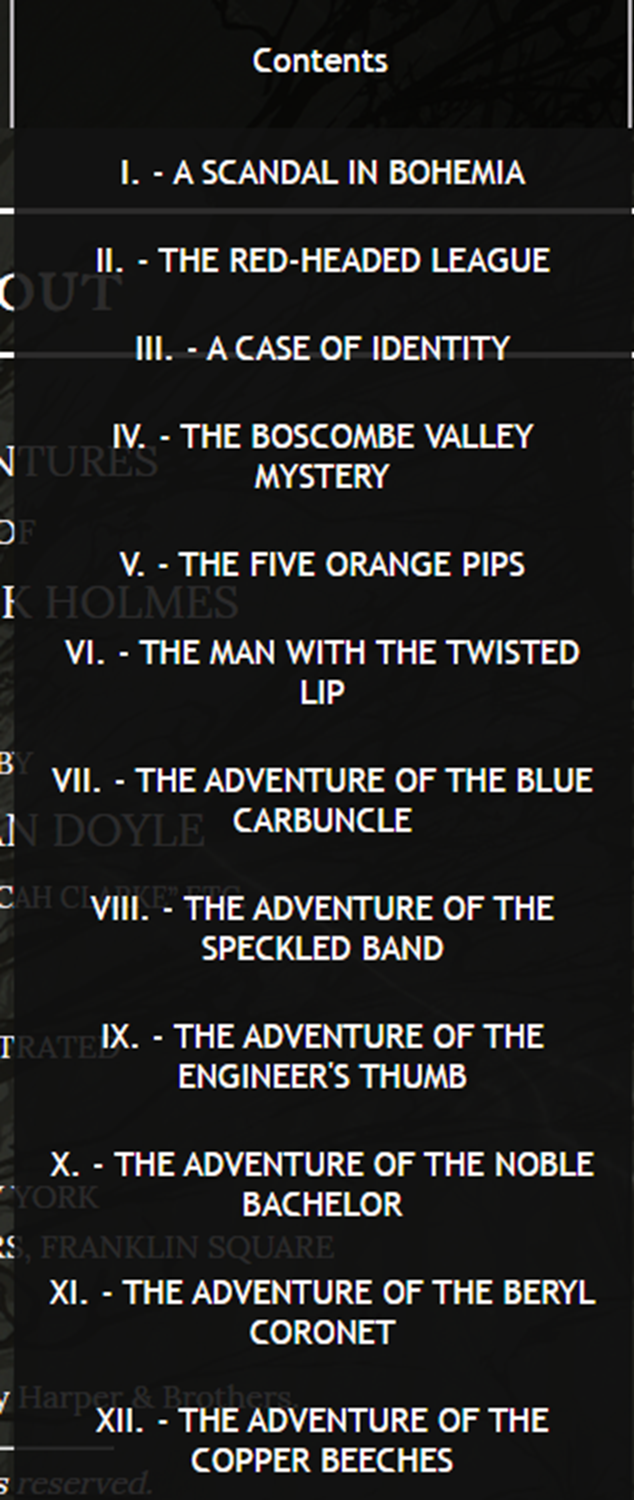 Contents
I. - A SCANDAL IN BOHEMIA
II. - THE RED-HEADED LEAGUE
OUT
III. - A CASE OF IDENTITY
IV. - THE BOSCOMBE VALLEY
MYSTERY
NTURES
OF
V. - THE FIVE ORANGE PIPS
K HOLMES
VI. - THE MAN WITH THE TWISTED
LIP
BY
VII. - THE ADVENTURE OF THE BLUE
CARBUNCLE
AN DOYLE
CAH CLARKE” ETC
VIII. - THE ADVENTURE OF THE
SPECKLED BAND
TRATED
IX. - THE ADVENTURE OF THE
ENGINEER'S THUMB
X. - THE ADVENTURE OF THE NOBLE
BACHELOR
YORK
RS, FRANKLIN SQUARE
XI. - THE ADVENTURE OF THE BERYL
CORONET
y Harper & Brothers.
XII. - THE ADVENTURE OF THE
COPPER BEECHES
s reserved.